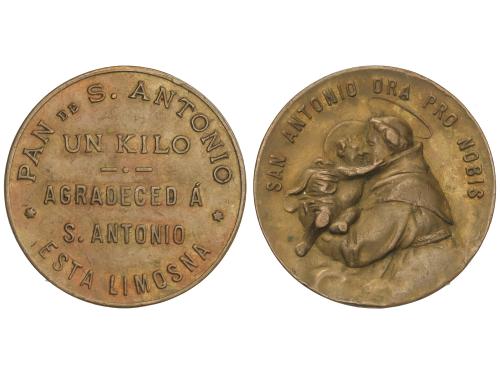 PAN DE S. ANTONIO
UN KILO
AGRADECED Á
S. ANTONIO
ESTA LIMOSNA
SAN ANTONIO ORA PRO NOBIS